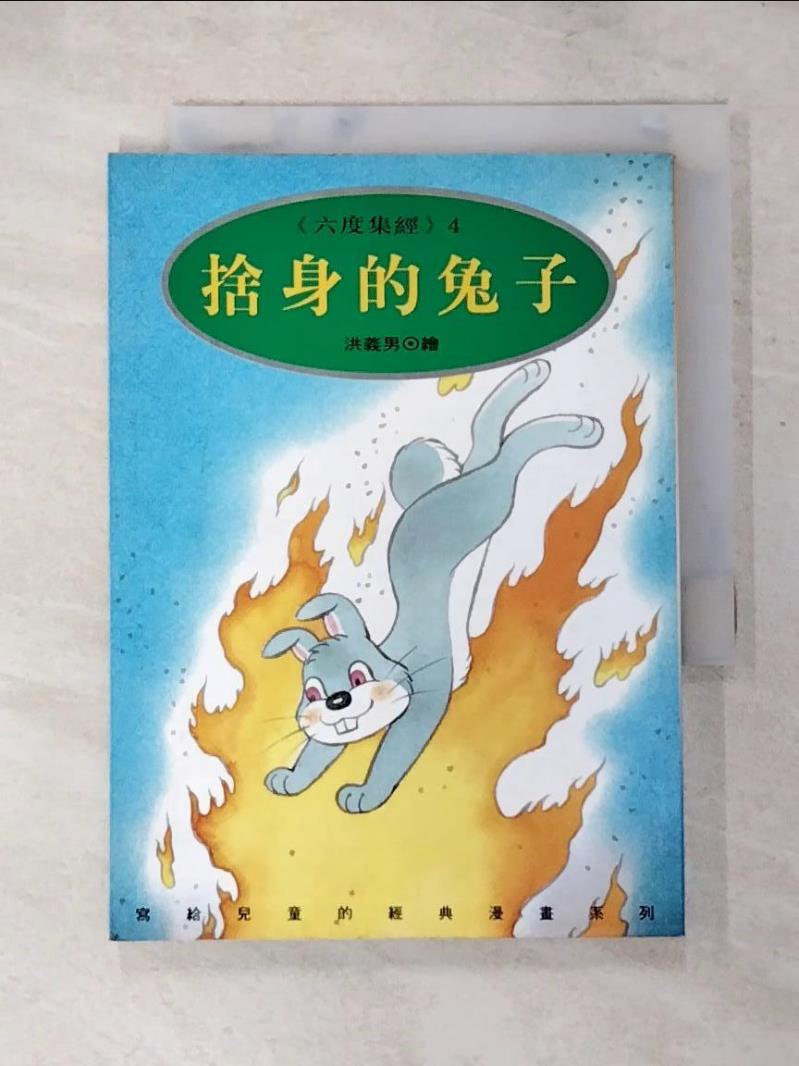 《六度集經》4
捨身的兔子
洪義男◎繪
寫給兒童的經典漫畫系列